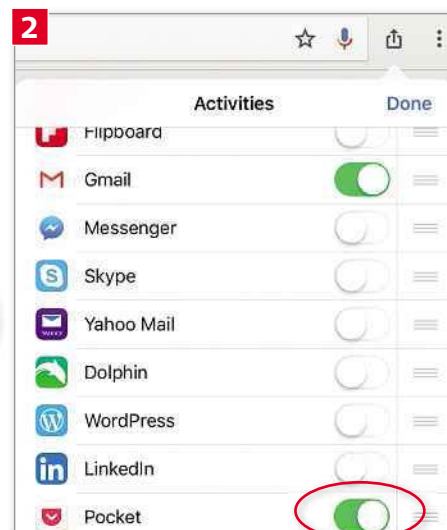 2
Activities Done
Flipboard
Gmail
Messenger
Skype
Yahoo Mail
Dolphin
WordPress
LinkedIn
Pocket